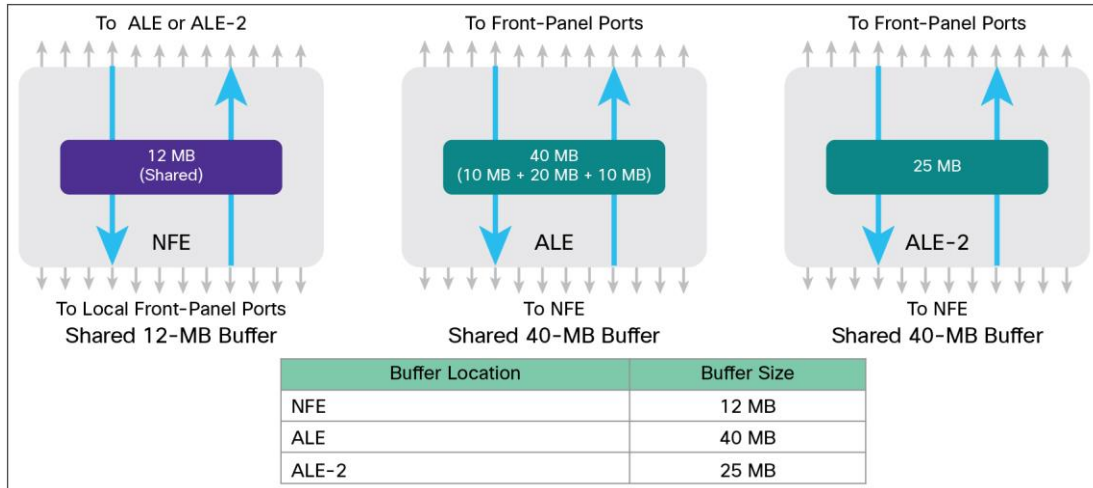 To ALE or ALE-2
12 MB
(Shared)
NFE
To Local Front-Panel Ports
Shared 12-MB Buffer
To Front-Panel Ports
40 MB
(10 MB + 20 MB + 10 MB)
ALE
To NFE
Shared 40-MB Buffer
To Front-Panel Ports
25 MB
ALE-2
To NFE
Shared 40-MB Buffer
Buffer Location Buffer Size
NFE 12 MB
ALE 40 MB
ALE-2 25 MB